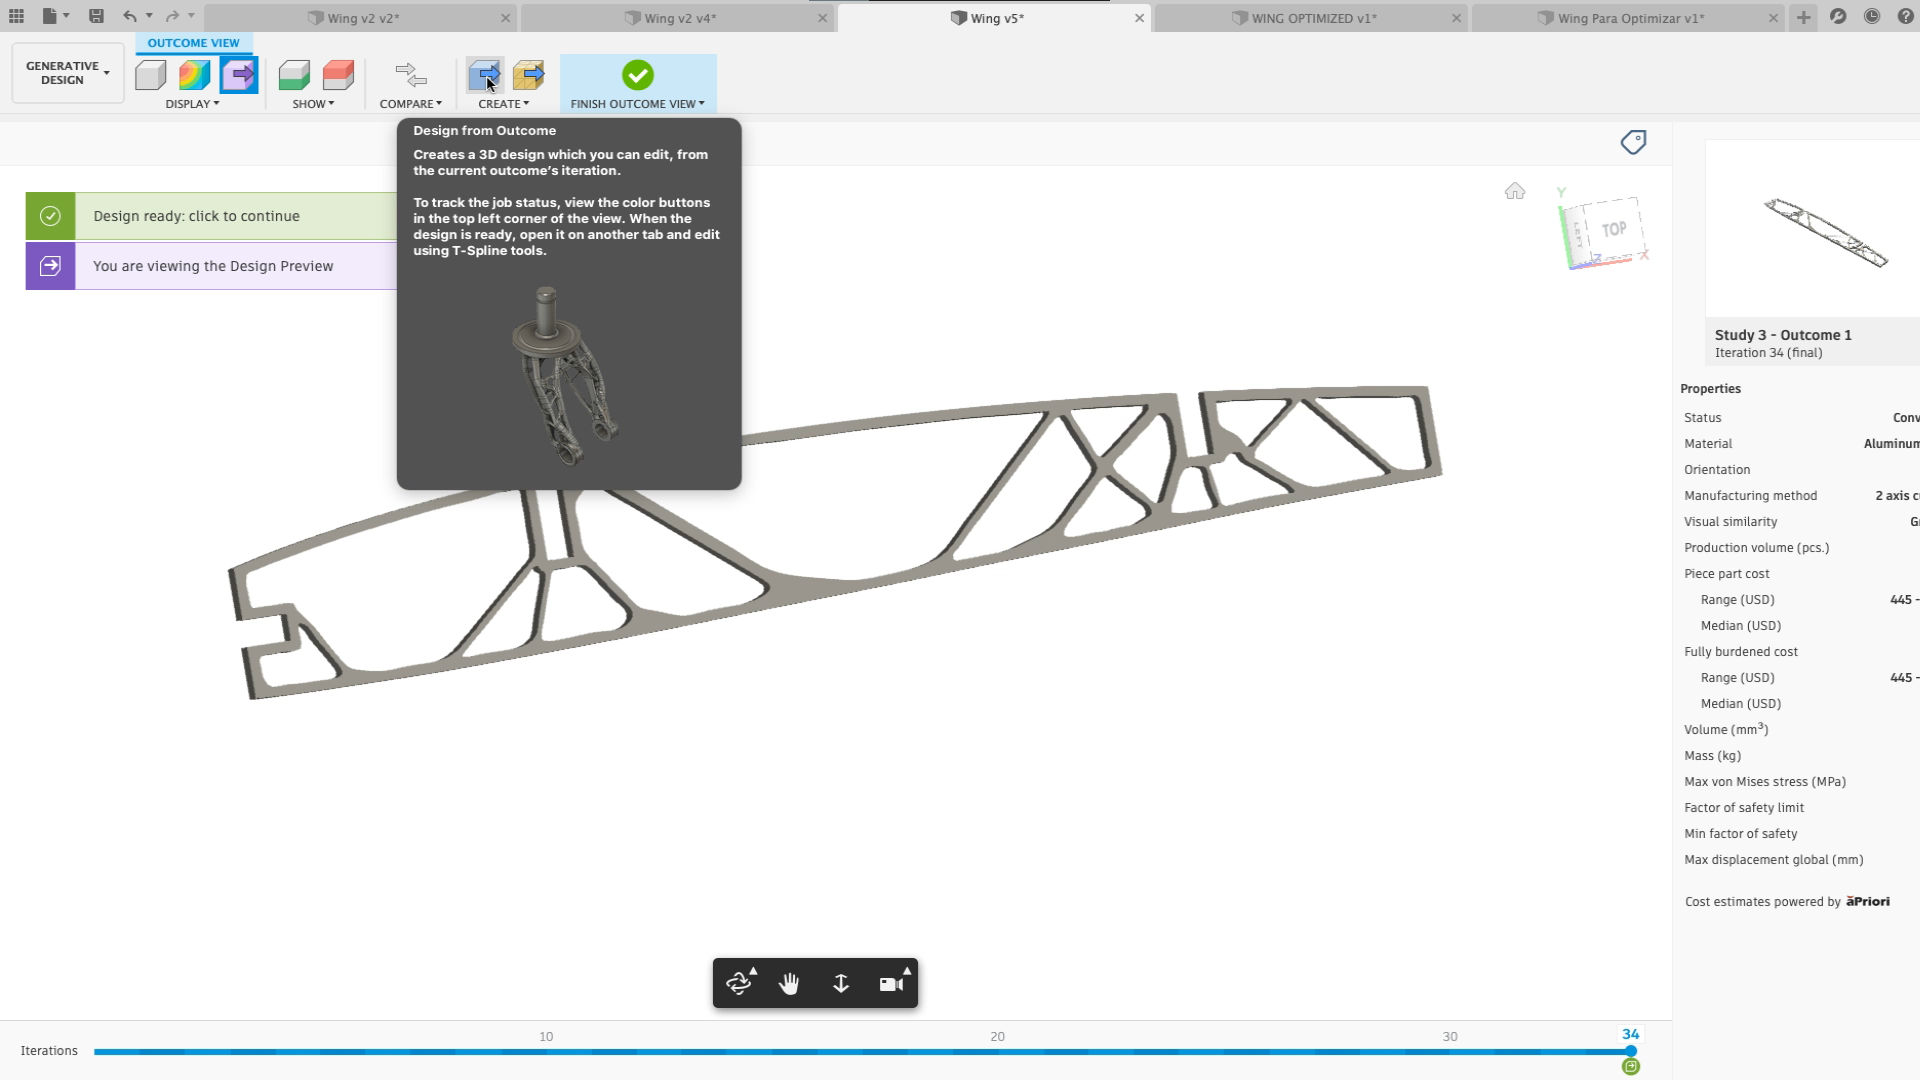 Wing v2 v2*
Wing v2 v4*
Wing v5*
WING OPTIMIZED v1*
Wing Para Optimizar v1*
OUTCOME VIEW
GENERATIVE
DESIGN
DISPLAY
SHOW
COMPARE
CREATE
FINISH OUTCOME VIEW
Design from Outcome
Creates a 3D design which you can edit, from
the current outcome's iteration.
To track the job status, view the color buttons
in the top left corner of the view. When the
design is ready, open it on another tab and edit
using T-Spline tools.
Design ready: click to continue
You are viewing the Design Preview
Y
LEFT
TOP
Z
X
Study 3 - Outcome 1
Iteration 34 (final)
Properties
Status Conv
Material Aluminum
Orientation
Manufacturing method 2 axis c
Visual similarity G
Production volume (pcs.)
Piece part cost
Range (USD) 445 -
Median (USD)
Fully burdened cost
Range (USD) 445 -
Median (USD)
Volume (mm³)
Mass (kg)
Max von Mises stress (MPa)
Factor of safety limit
Min factor of safety
Max displacement global (mm)
Cost estimates powered by aPriori
10
20
30
34
Iterations